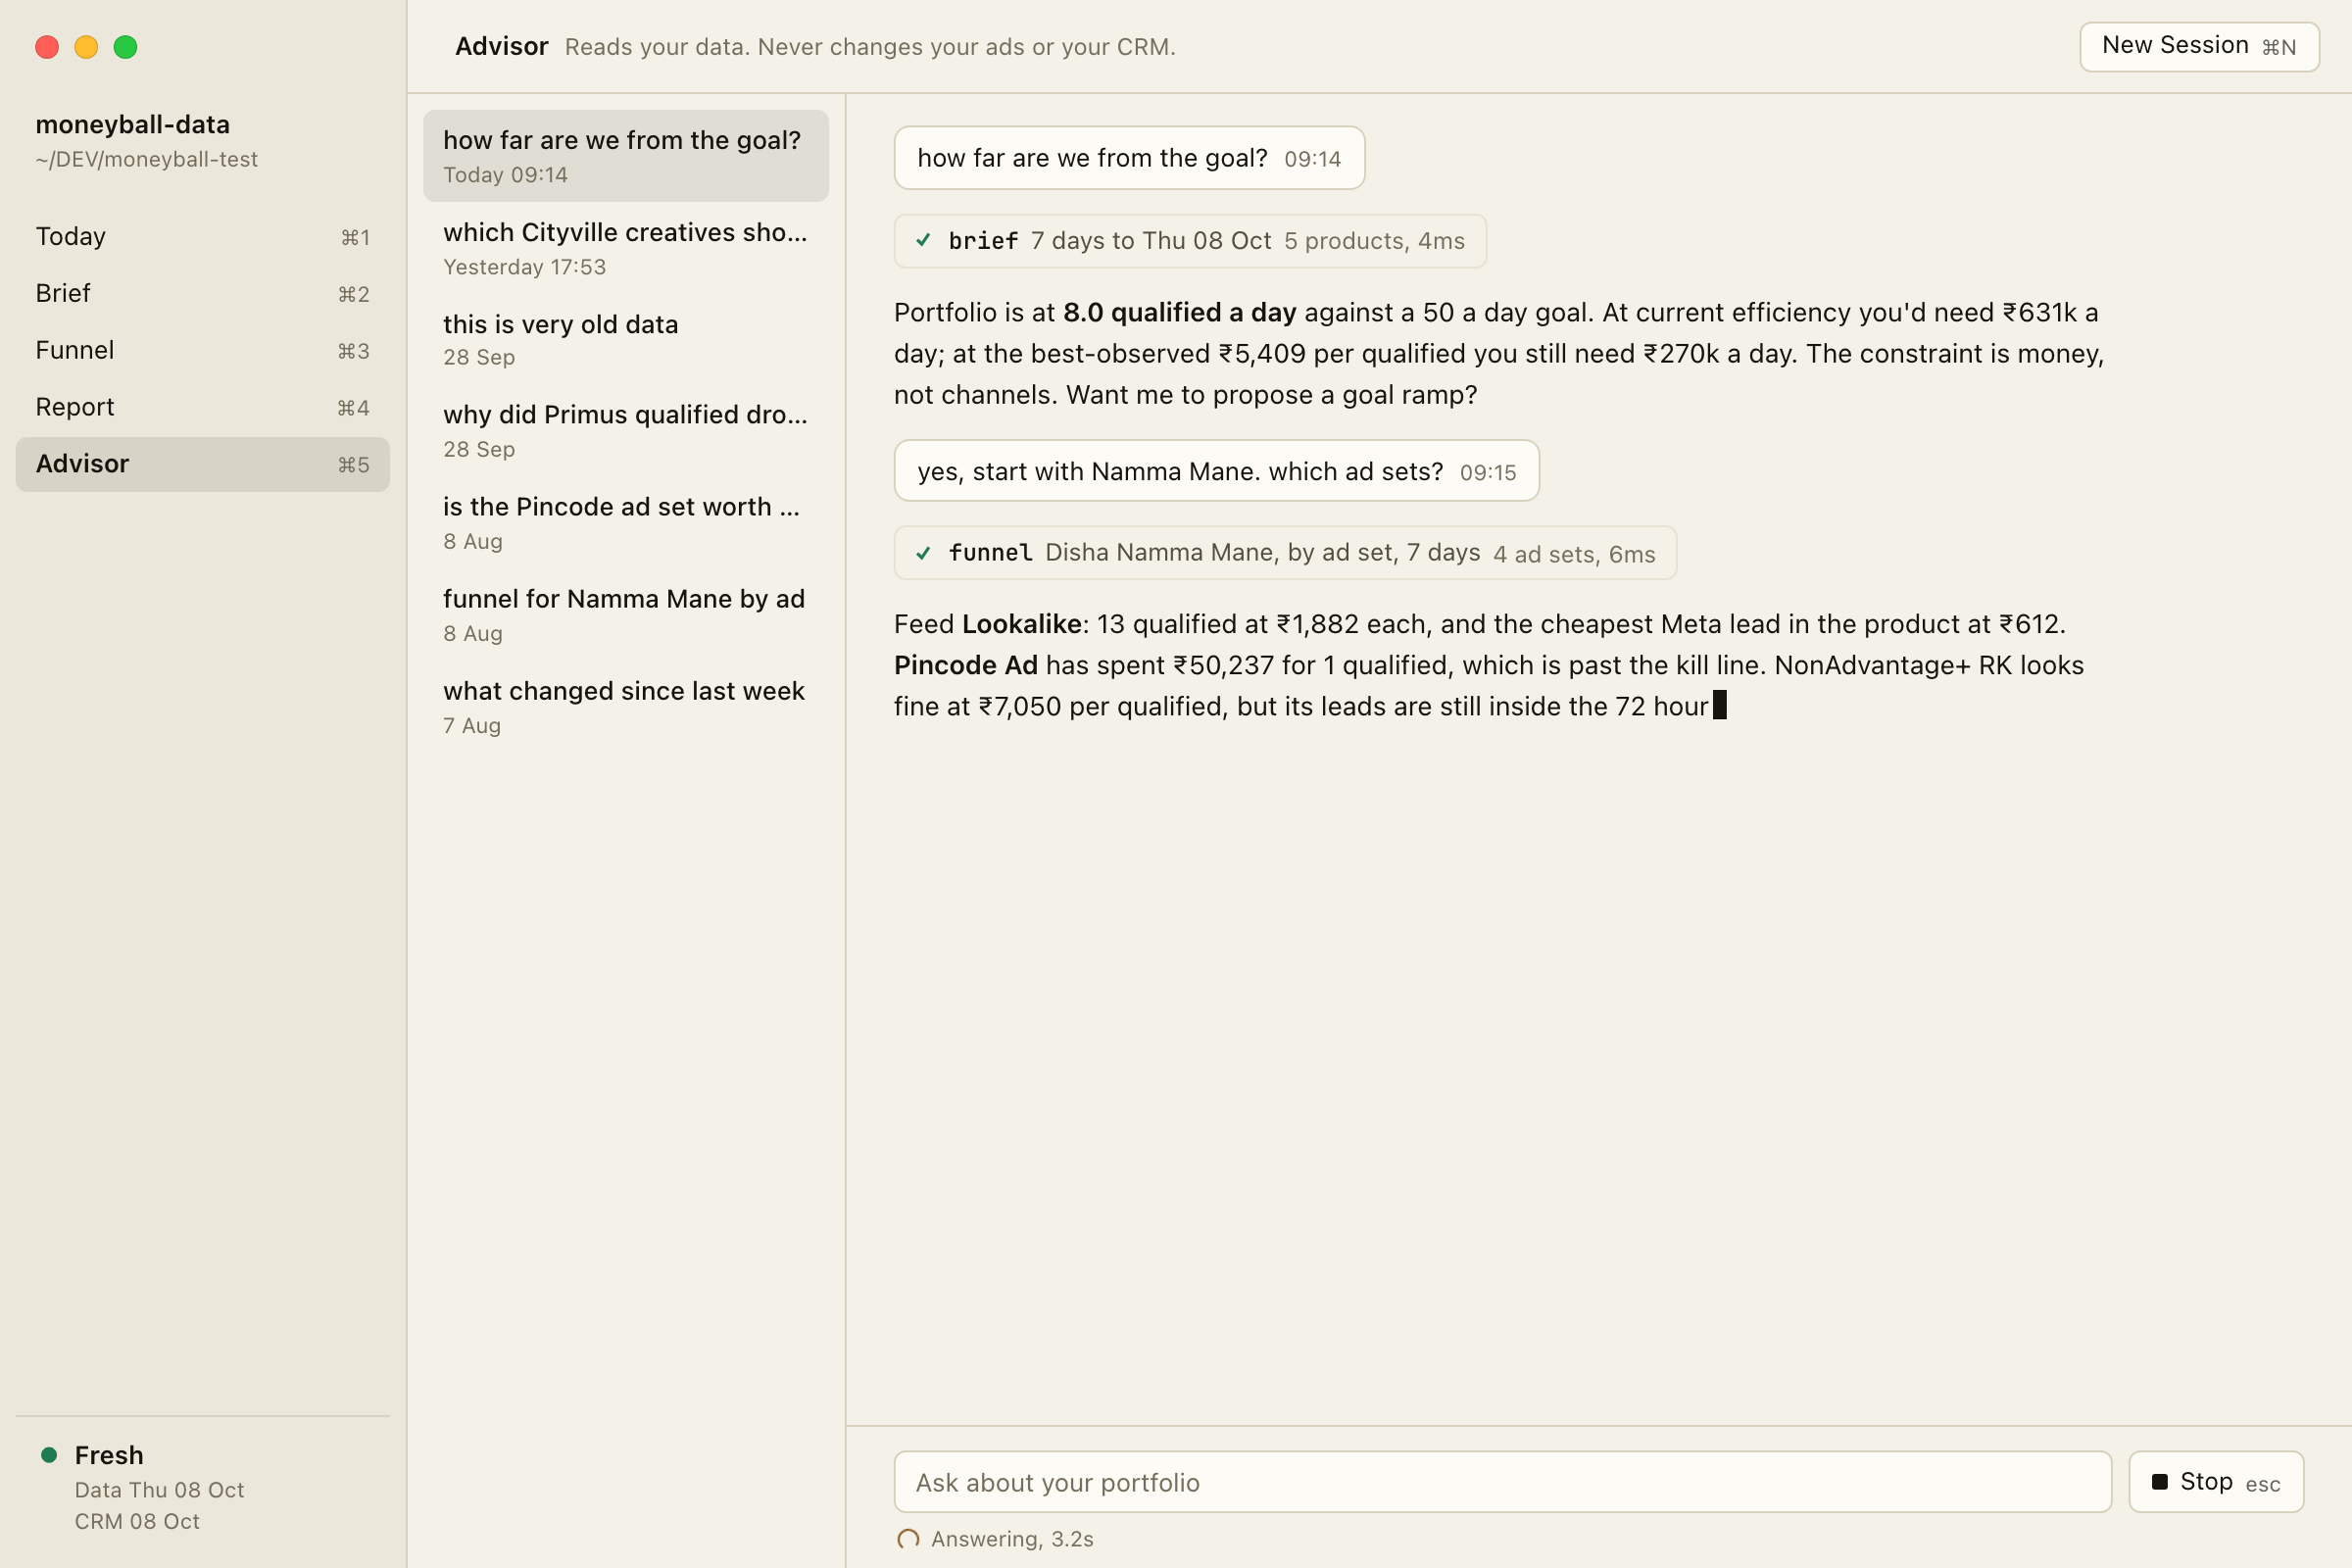 moneyball-data
~/DEV/moneyball-test
Today ⌘1
Brief ⌘2
Funnel ⌘3
Report ⌘4
Advisor ⌘5
Fresh
Data Thu 08 Oct
CRM 08 Oct
Advisor Reads your data. Never changes your ads or your CRM.
New Session ⌘N
how far are we from the goal?
Today 09:14
which Cityville creatives sho...
Yesterday 17:53
this is very old data
28 Sep
why did Primus qualified dro...
28 Sep
is the Pincode ad set worth ...
8 Aug
funnel for Namma Mane by ad
8 Aug
what changed since last week
7 Aug
how far are we from the goal? 09:14
✓ brief 7 days to Thu 08 Oct 5 products, 4ms
Portfolio is at 8.0 qualified a day against a 50 a day goal. At current efficiency you'd need ₹631k a
day; at the best-observed ₹5,409 per qualified you still need ₹270k a day. The constraint is money,
not channels. Want me to propose a goal ramp?
yes, start with Namma Mane. which ad sets? 09:15
✓ funnel Disha Namma Mane, by ad set, 7 days 4 ad sets, 6ms
Feed Lookalike: 13 qualified at ₹1,882 each, and the cheapest Meta lead in the product at ₹612.
Pincode Ad has spent ₹50,237 for 1 qualified, which is past the kill line. NonAdvantage+ RK looks
fine at ₹7,050 per qualified, but its leads are still inside the 72 hour
Ask about your portfolio
Stop esc
Answering, 3.2s